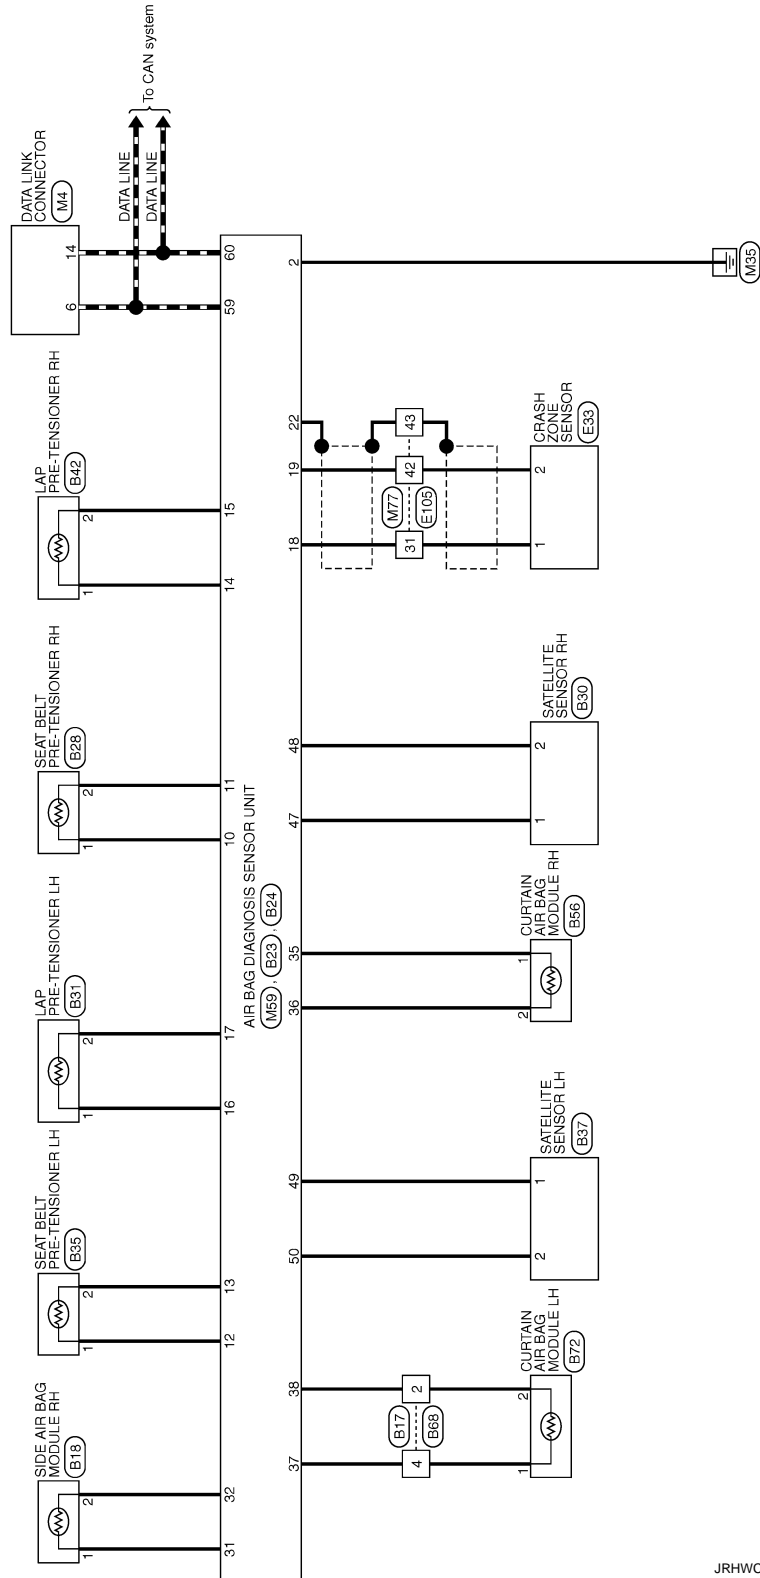 SIDE AIR BAG
MODULE RH
B18
1
2
31
32
SEAT BELT
PRE-TENSIONER LH
B35
1
2
12
13
LAP
PRE-TENSIONER LH
B31
1
2
16
17
SEAT BELT
PRE-TENSIONER RH
B28
1
2
10
11
LAP
PRE-TENSIONER RH
B42
1
2
14
15
DATA LINK
CONNECTOR
M4
6
14
DATA LINE
DATA LINE
To CAN system
59
60
AIR BAG DIAGNOSIS SENSOR UNIT
M59 , B23 , B24
37
38
50
49
36
35
47
48
18
19
22
2
4
2
B17
B68
31
42
43
M77
E105
1
2
CURTAIN
AIR BAG
MODULE LH
B72
2
1
SATELLITE
SENSOR LH
B37
2
1
CURTAIN
AIR BAG
MODULE RH
B56
1
2
SATELLITE
SENSOR RH
B30
1
2
CRASH
ZONE
SENSOR
E33
M35